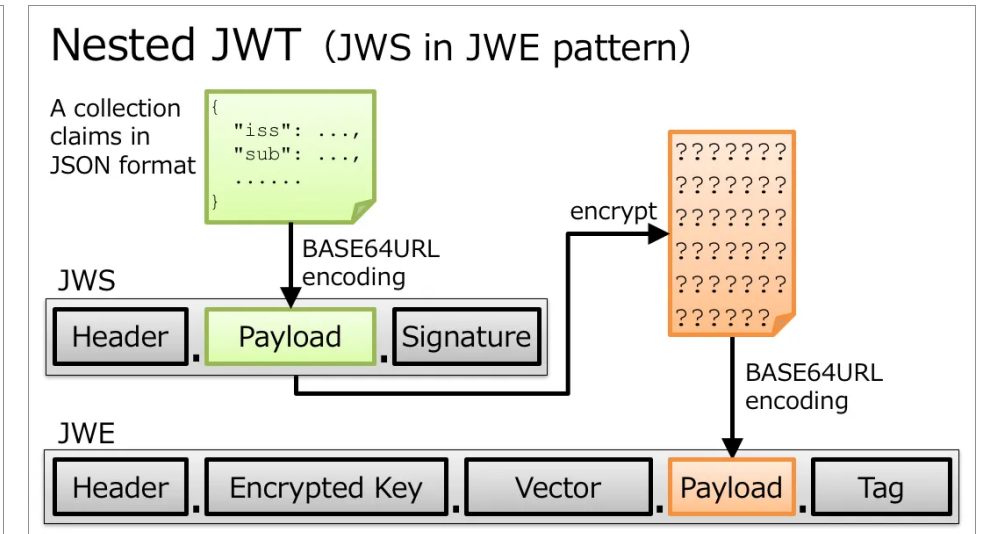 Nested JWT (JWS in JWE pattern)
A collection
claims in
JSON format
{
"iss": ...,
"sub": ...,
......
}
BASE64URL
encoding
encrypt
???????
???????
???????
???????
???????
??????
JWS
Header . Payload . Signature
BASE64URL
encoding
JWE
Header . Encrypted Key . Vector . Payload . Tag